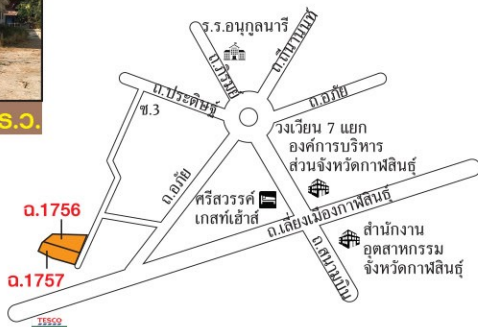 ร.ร.อนุกูลนารี
ถ.ถีนานนท์
ถ.ภิรมย์
ร.ว.
ถ.ประดิษฐ์
ซ.3
ถ.อภัย
วงเวียน 7 แยก
องค์การบริหาร
ส่วนจังหวัดกาฬสินธุ์
ถ.อภัย
ศรีสวรรค์
เกสท์เฮ้าส์
ถ.เลี่ยงเมืองกาฬสินธุ์
ฉ.1756
สำนักงาน
อุตสาหกรรม
จังหวัดกาฬสินธุ์
ถ.สนามบิน
ฉ.1757
TESCO